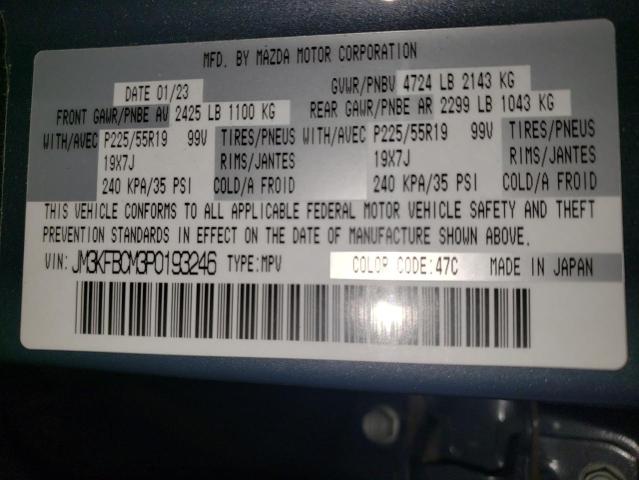 MFD. BY MAZDA MOTOR CORPORATION
DATE 01/23 GVWR/PNBV 4724 LB 2143 KG
FRONT GAWR/PNBE AV 2425 LB 1100 KG REAR GAWR/PNBE AR 2299 LB 1043 KG
WITH/AVEC P225/55R19 99V TIRES/PNEUS WITH/AVEC P225/55R19 99V TIRES/PNEUS
19X7J RIMS/JANTES 19X7J RIMS/JANTES
240 KPA/35 PSI COLD/A FROID 240 KPA/35 PSI COLD/A FROID
THIS VEHICLE CONFORMS TO ALL APPLICABLE FEDERAL MOTOR VEHICLE SAFETY AND THEFT
PREVENTION STANDARDS IN EFFECT ON THE DATE OF MANUFACTURE SHOWN ABOVE.
VIN: JM3KFBCM3P0193246 TYPE:MPV COLOR CODE:47C MADE IN JAPAN